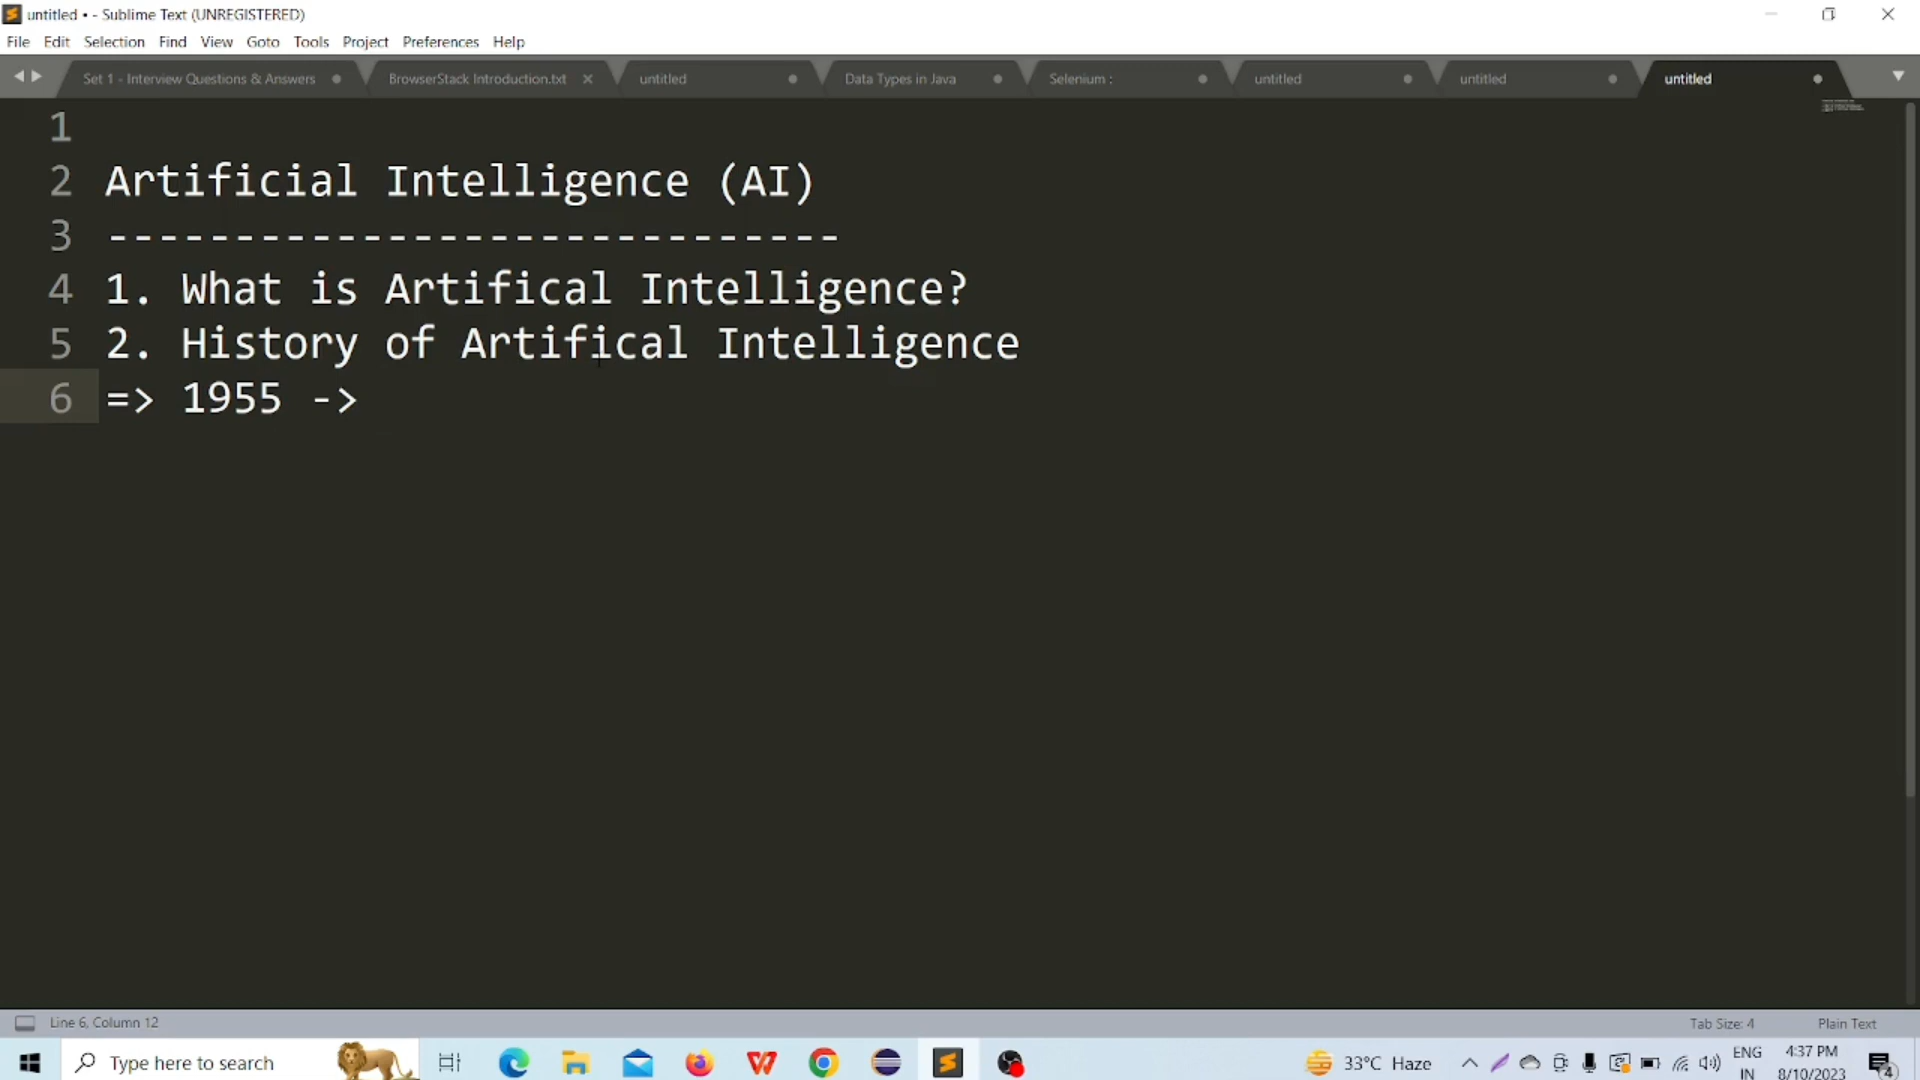 untitled • - Sublime Text (UNREGISTERED)
File Edit Selection Find View Goto Tools Project Preferences Help
Set 1 - Interview Questions & Answers BrowserStack Introduction.txt untitled Data Types in Java Selenium : untitled untitled untitled
1
2 Artificial Intelligence (AI)
3 -----------------------------
4 1. What is Artifical Intelligence?
5 2. History of Artifical Intelligence
6 => 1955 ->
Line 6, Column 12 Tab Size: 4 Plain Text
Type here to search 33°C Haze ENG 4:37 PM
IN 8/10/2023 4